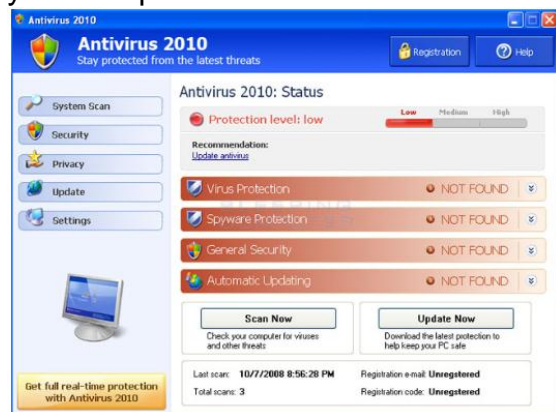 Antivirus 2010
Antivirus 2010
Stay protected from the latest threats
Registration
Help
System Scan
Security
Privacy
Update
Settings
Get full real-time protection
with Antivirus 2010
Antivirus 2010: Status
Protection level: low
Low Medium High
Recommendation:
Update antivirus
Virus Protection NOT FOUND
Spyware Protection NOT FOUND
General Security NOT FOUND
Automatic Updating NOT FOUND
Scan Now
Check your computer for viruses
and other threats
Update Now
Download the latest protection to
help keep your PC safe
Last scan: 10/7/2008 8:56:28 PM
Total scans: 3
Registration e-mail: Unregstered
Registration code: Unregstered